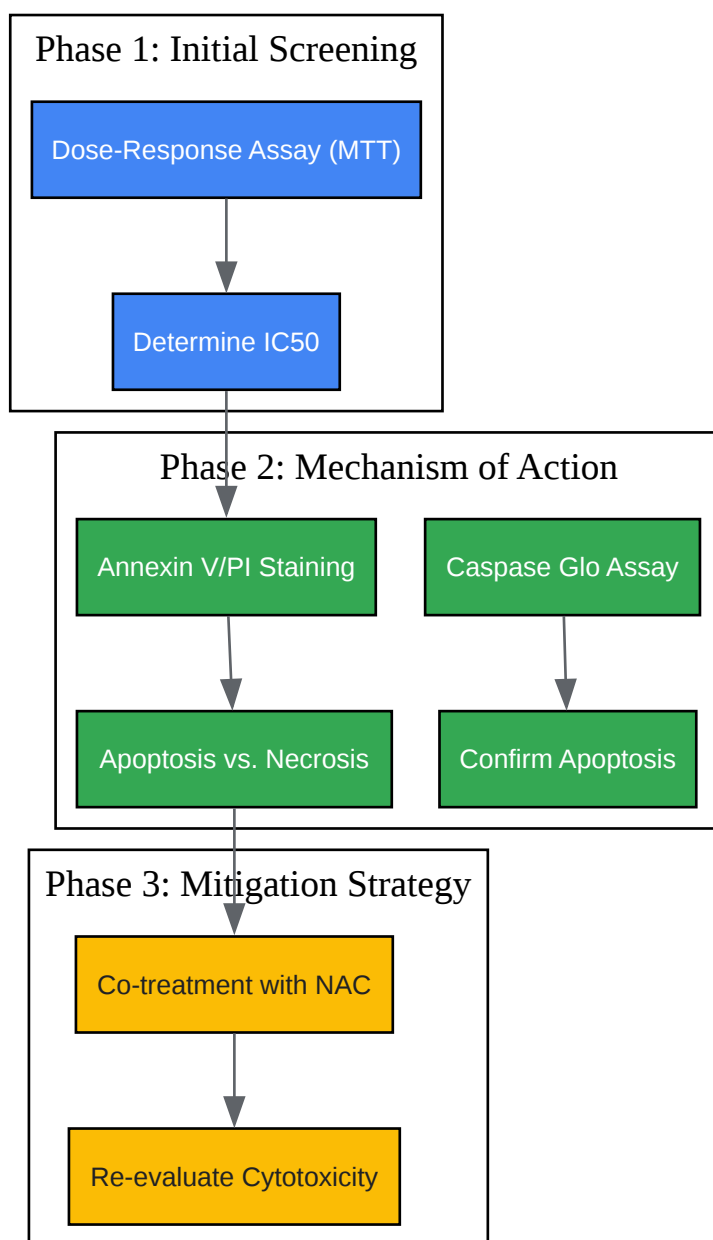 Phase 1: Initial Screening
Dose-Response Assay (MTT)
Determine IC50
Phase 2: Mechanism of Action
Annexin V/PI Staining
Caspase Glo Assay
Apoptosis vs. Necrosis
Confirm Apoptosis
Phase 3: Mitigation Strategy
Co-treatment with NAC
Re-evaluate Cytotoxicity